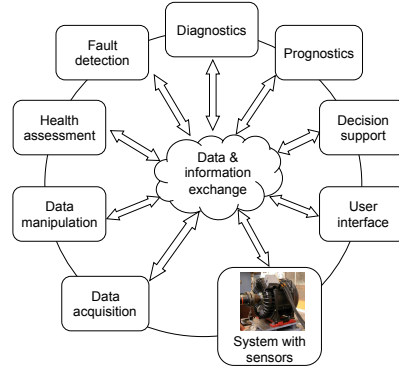 Diagnostics
Fault
detection
Prognostics
Health
assessment
Decision
support
Data &
information
exchange
Data
manipulation
User
interface
Data
acquisition
System with
sensors